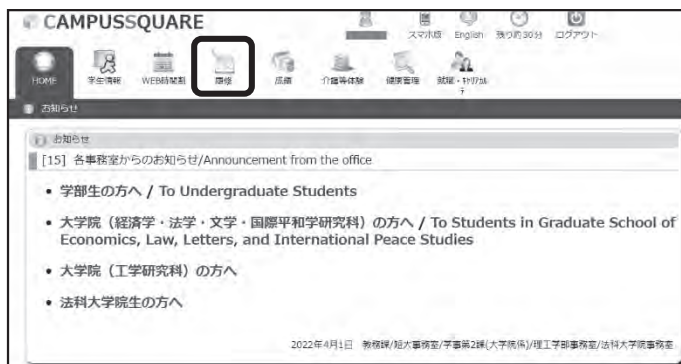 CAMPUSSQUARE
スマホ版 English 残り約30分 ログアウト
HOME 学生情報 WEB時間割 履修 成績 介護等体験 健康管理 就職・キャリアカルテ
お知らせ
お知らせ
[15] 各事務室からのお知らせ/Announcement from the office
• 学部生の方へ / To Undergraduate Students
• 大学院（経済学・法学・文学・国際平和学研究科）の方へ / To Students in Graduate School of
Economics, Law, Letters, and International Peace Studies
• 大学院（工学研究科）の方へ
• 法科大学院生の方へ
2022年4月1日 教務課/短大事務室/学事第2課(大学院係)/理工学部事務室/法科大学院事務室